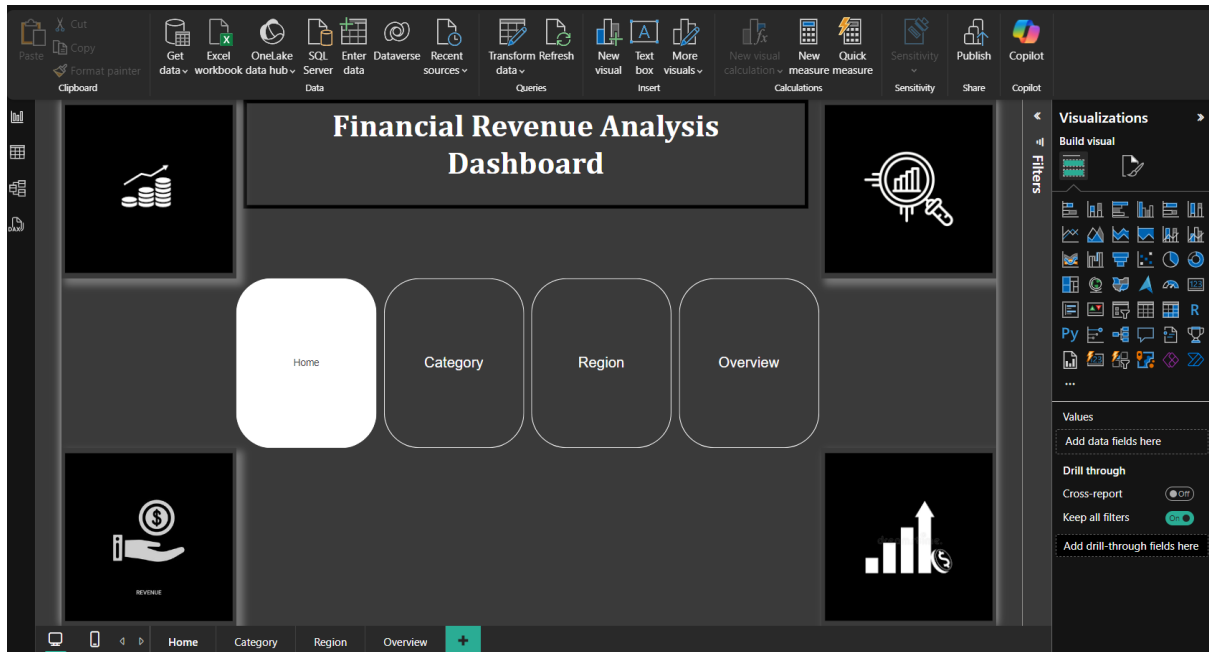 Paste
Cut
Copy
Format painter
Clipboard
Get
data
Excel
workbook
OneLake
data hub
SQL
Server
Enter
data
Dataverse
Recent
sources
Data
Transform
data
Refresh
Queries
New
visual
Text
box
More
visuals
Insert
New visual
calculation
New
measure
Quick
measure
Calculations
Sensitivity
Sensitivity
Publish
Share
Copilot
Copilot
Financial Revenue Analysis
Dashboard
Home
Category
Region
Overview
REVENUE
Filters
Visualizations
Build visual
123
R
Py
123
...
Values
Add data fields here
Drill through
Cross-report
Off
Keep all filters
On
Add drill-through fields here
DAX
Home
Category
Region
Overview
+